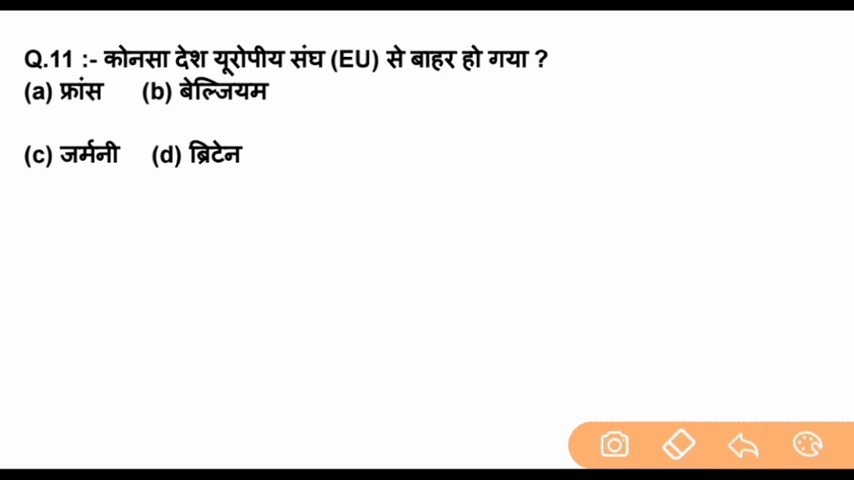 Q.11 :- कोनसा देश यूरोपीय संघ (EU) से बाहर हो गया ?
(a) फ्रांस (b) बेल्जियम
(c) जर्मनी (d) ब्रिटेन